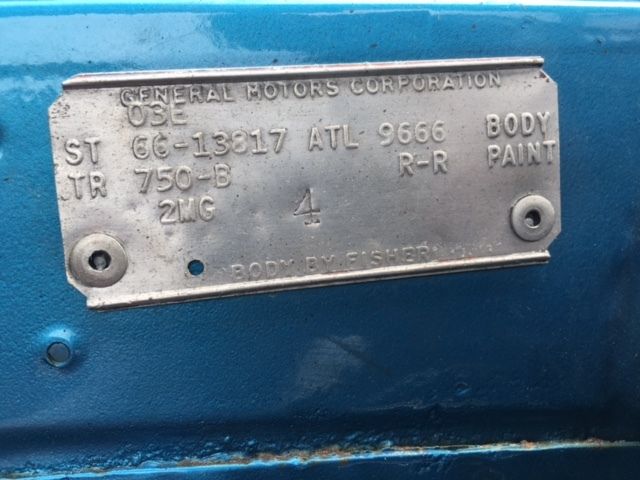 GENERAL MOTORS CORPORATION
03E
ST 66-13817 ATL 9666 BODY
TR 750-B R-R PAINT
2MG 4
BODY BY FISHER